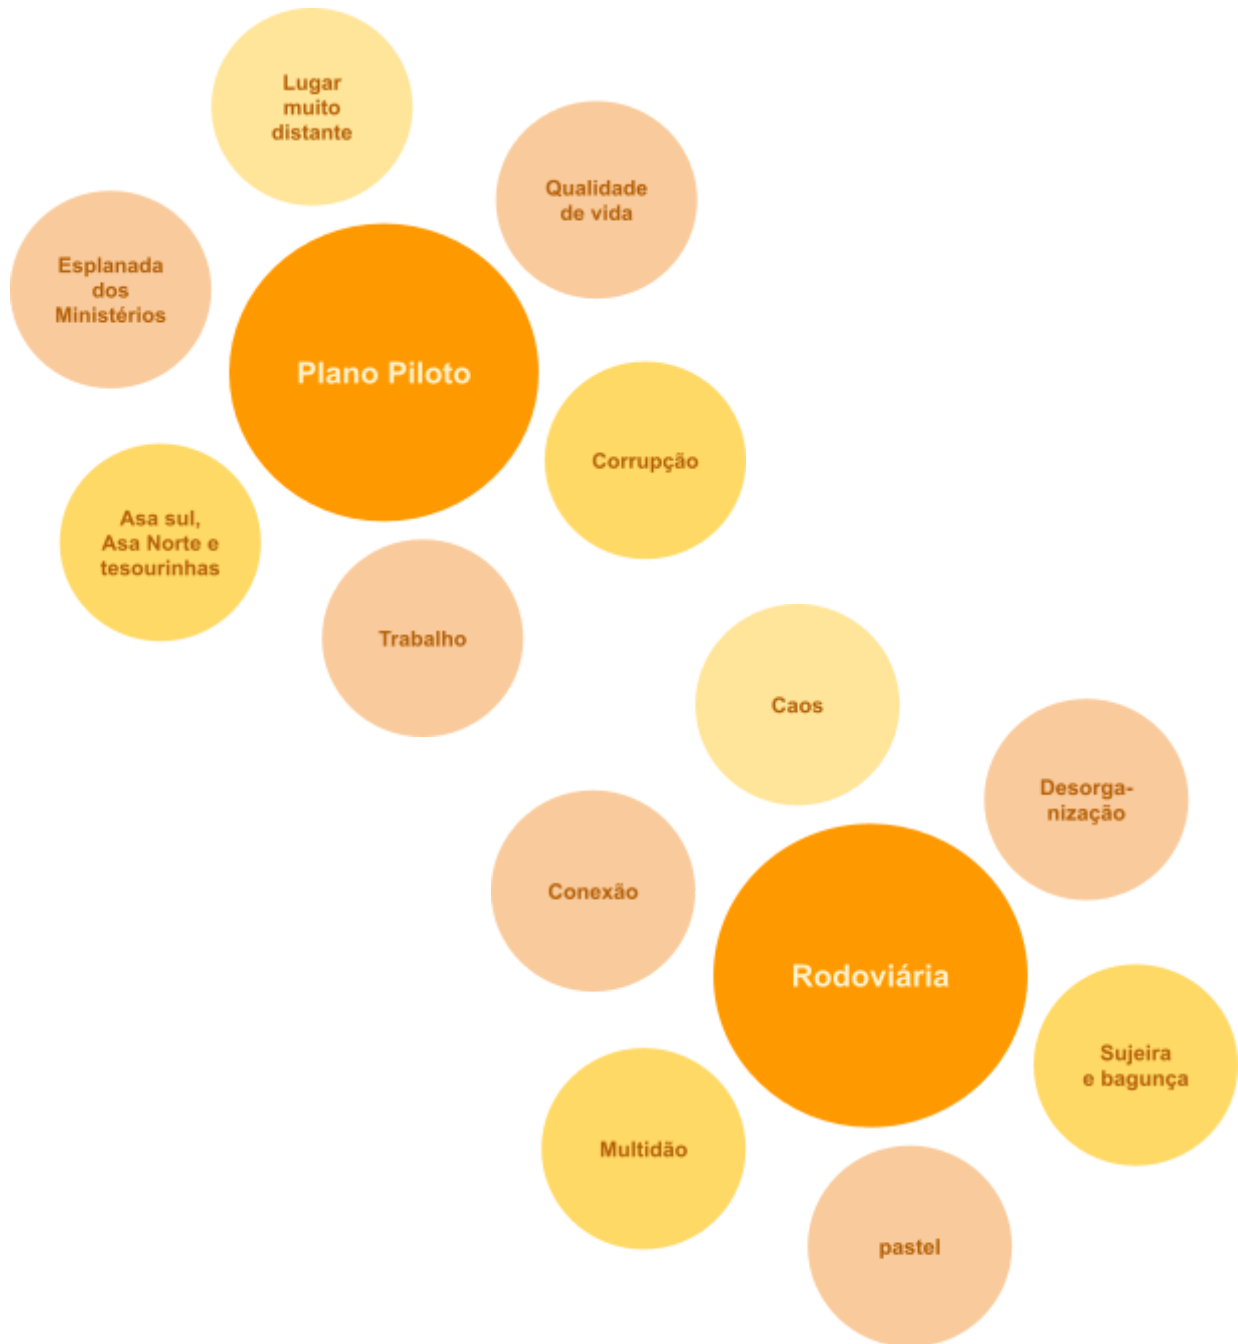 Lugar
muito
distante
Qualidade
de vida
Esplanada
dos
Ministérios
Plano Piloto
Corrupção
Asa sul,
Asa Norte e
tesourinhas
Trabalho
Caos
Desorga-
nização
Conexão
Rodoviária
Sujeira
e bagunça
Multidão
pastel